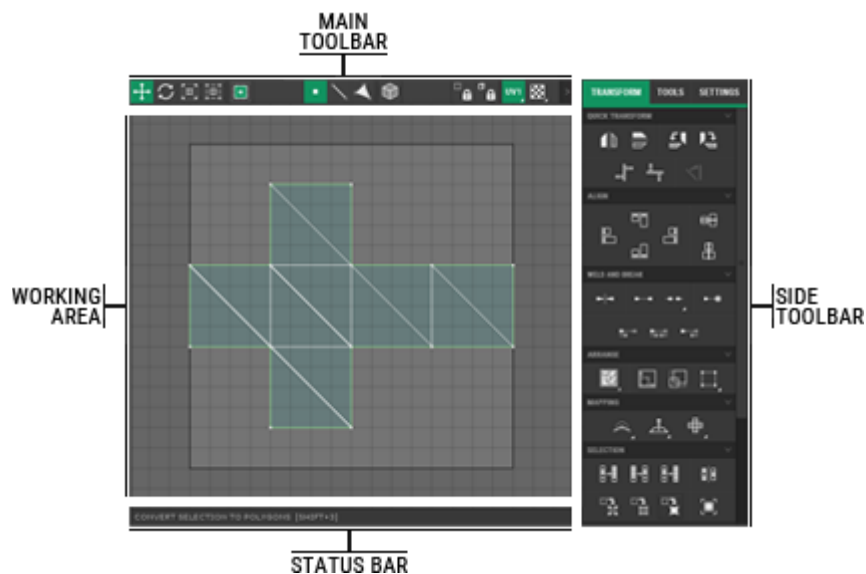 MAIN
TOOLBAR
UV1
TRANSFORM TOOLS SETTINGS
QUICK TRANSFORM
ALIGN
WELD AND BREAK
WORKING
AREA
SIDE
TOOLBAR
ARRANGE
MAPPING
SELECTION
CONVERT SELECTION TO POLYGONS [SHIFT+3]
STATUS BAR